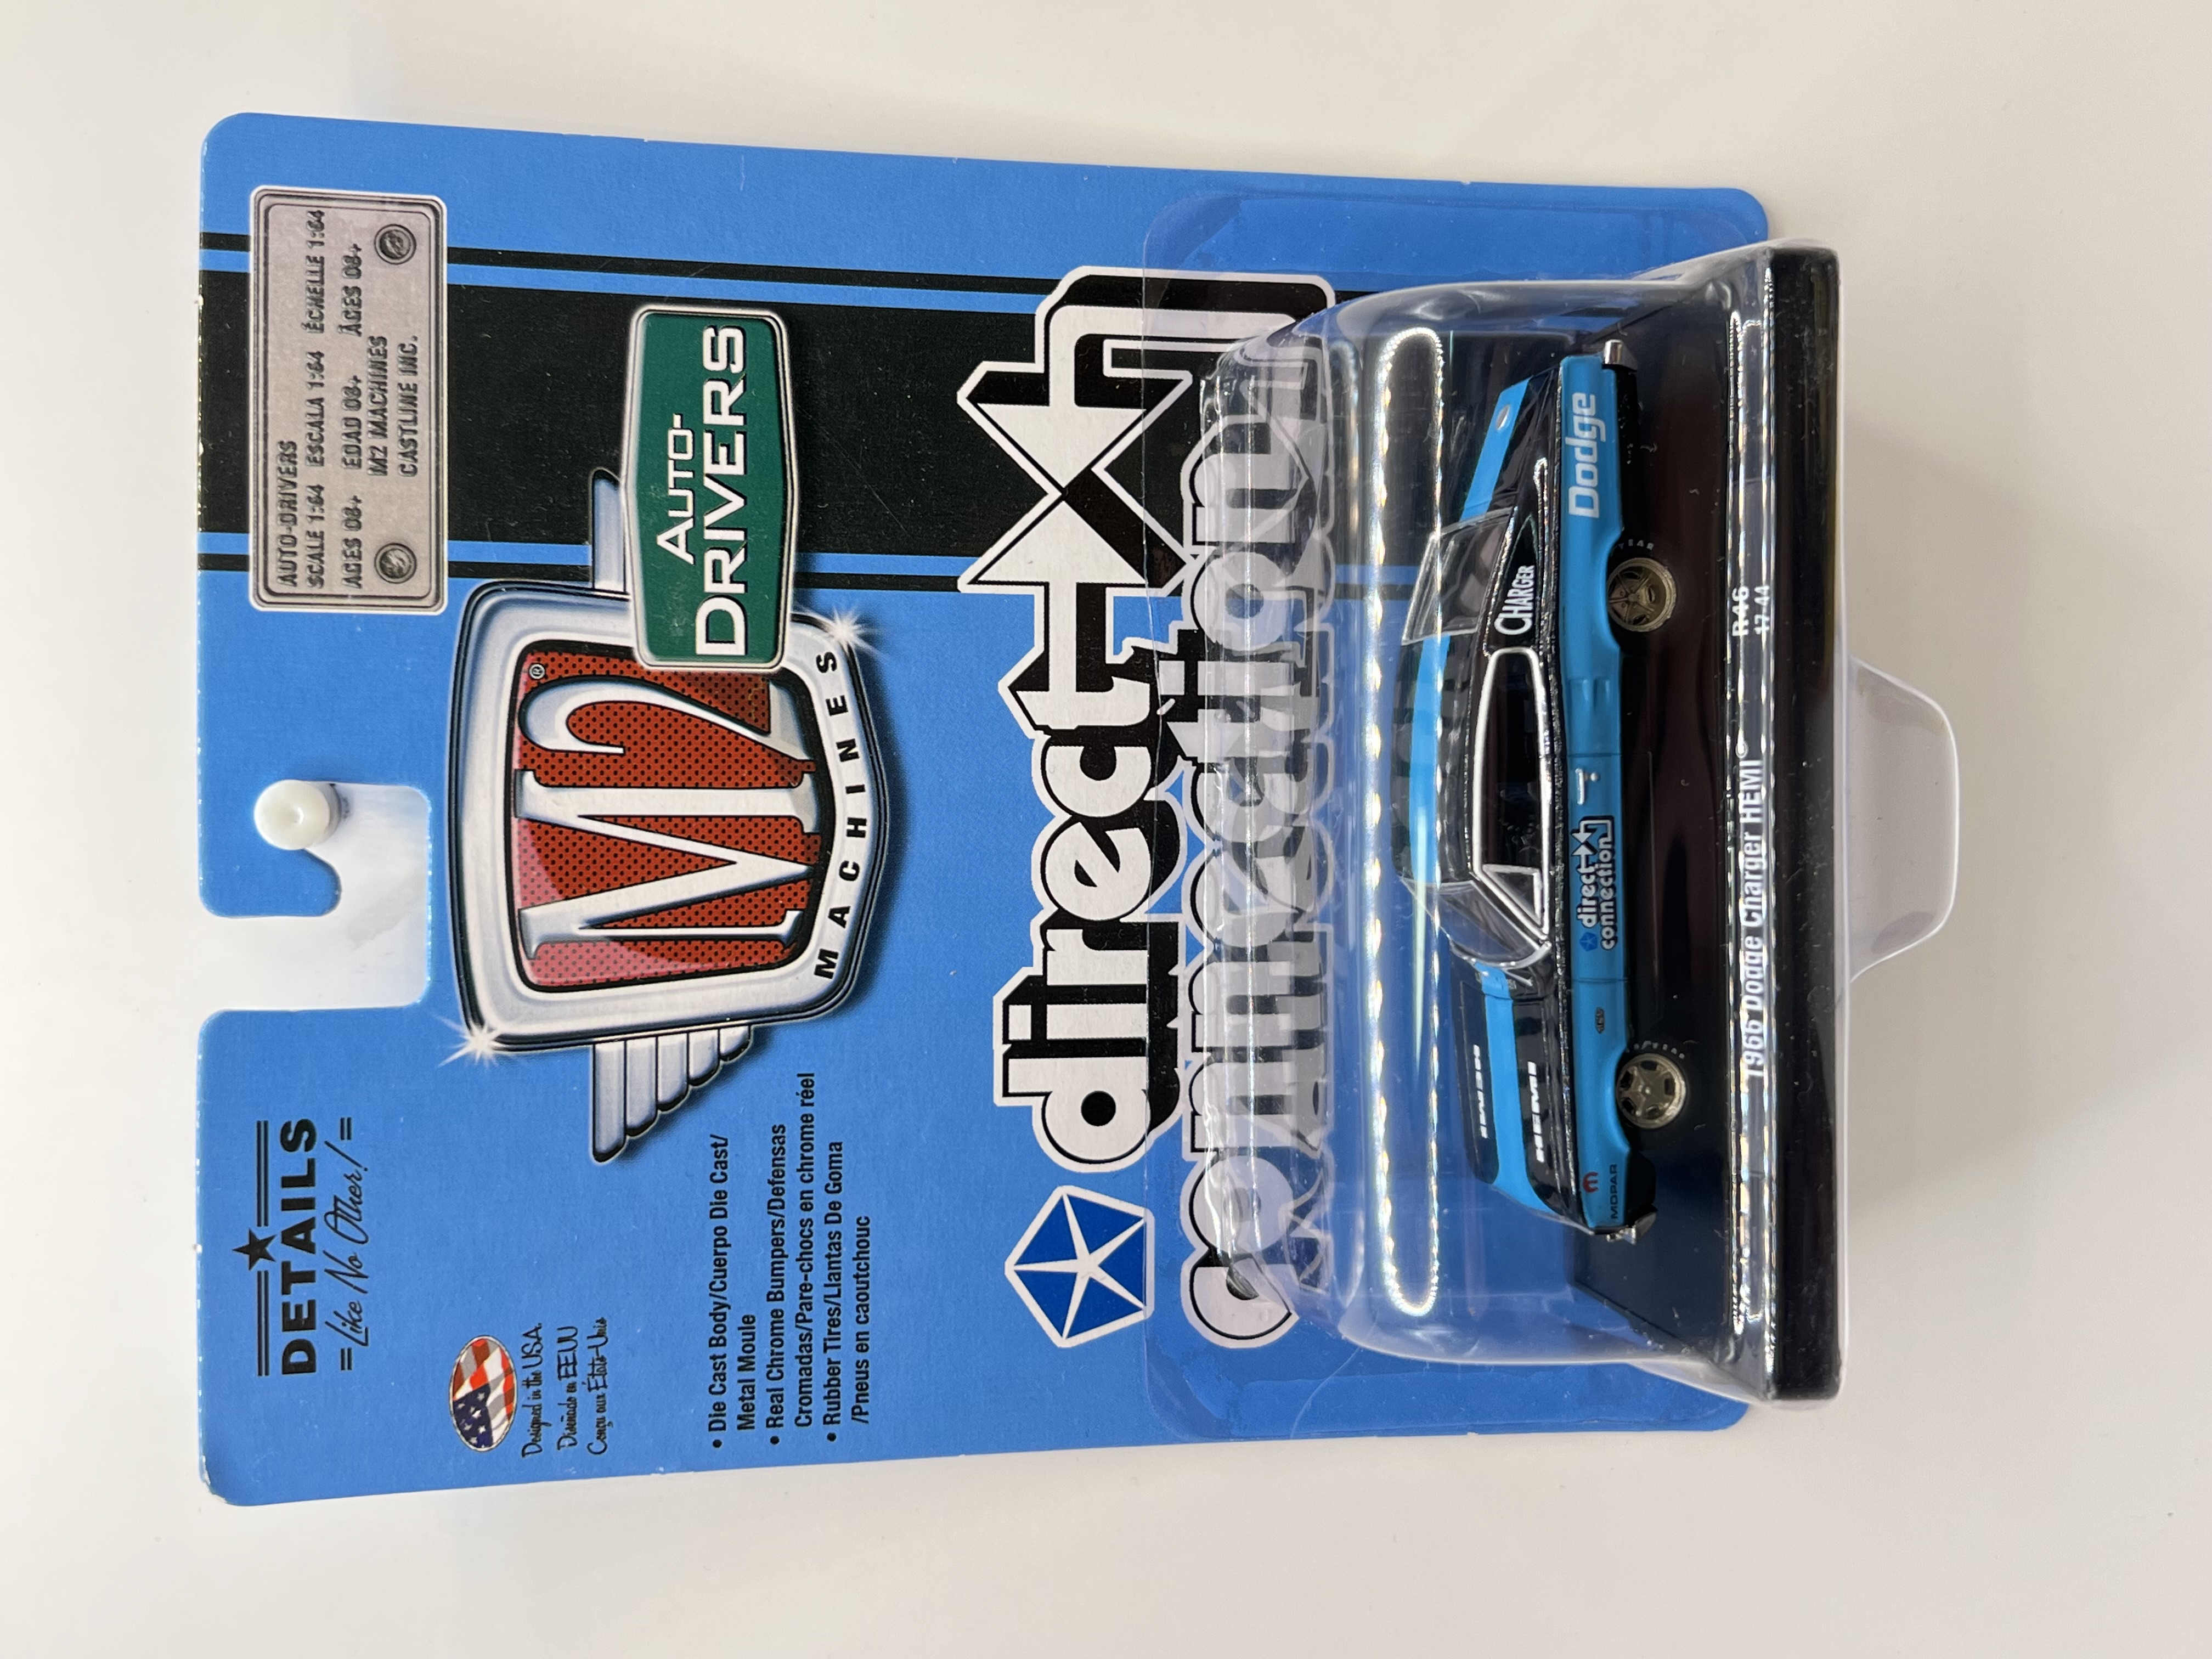 DETAILS
Like No Other!
AUTO-DRIVERS
SCALE 1:64 ESCALA 1:64 ÉCHELLE 1:64
AGES 08+ EDAD 08+ ÂGES 08+
M2 MACHINES
CASTLINE INC.
Designed in the USA.
Diseñado en EEUU
Conçu aux États-Unis
M2®
MACHINES
AUTO-
DRIVERS
• Die Cast Body/Cuerpo Die Cast/
Metal Moule
• Real Chrome Bumpers/Defensas
Cromadas/Pare-chocs en chrome réel
• Rubber Tires/Llantas De Goma
/Pneus en caoutchouc
direct
connection
HEMI
CHARGER
direct
connection
Dodge
MOPAR
R46
17-44
1966 Dodge Charger HEMI®